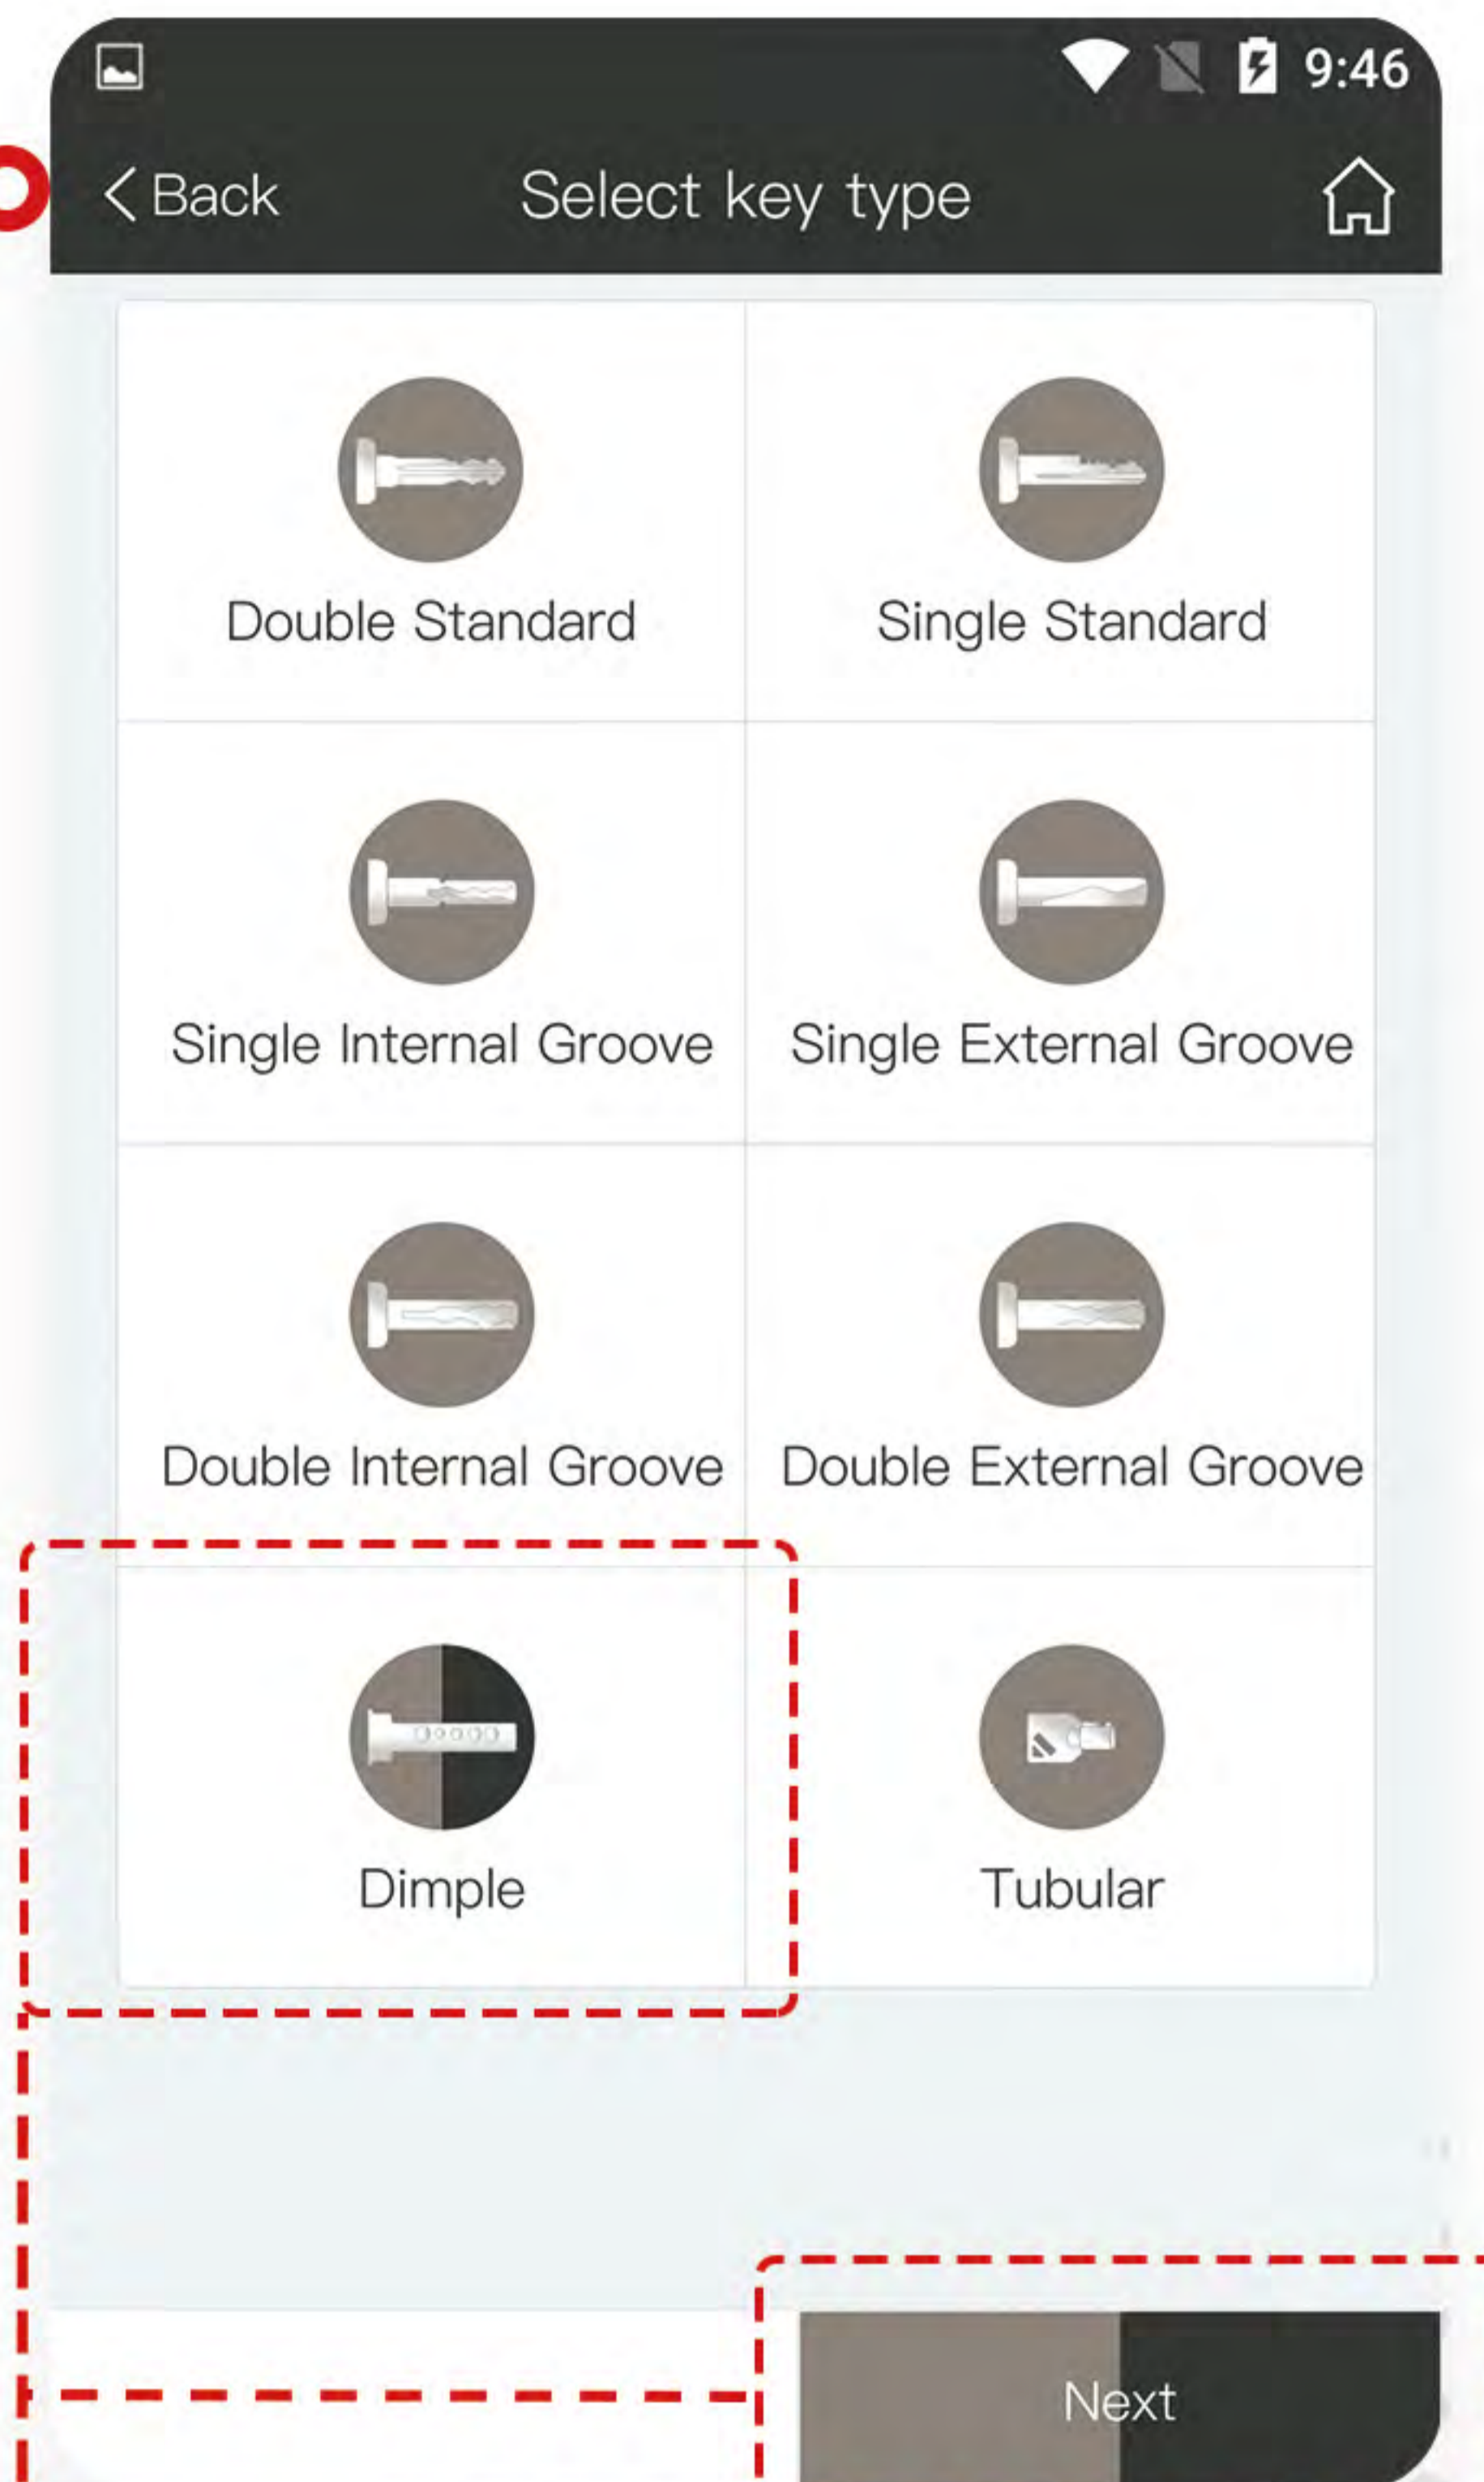 9:46
Back Select key type
Double Standard Single Standard
Single Internal Groove Single External Groove
Double Internal Groove Double External Groove
Dimple Tubular
Next